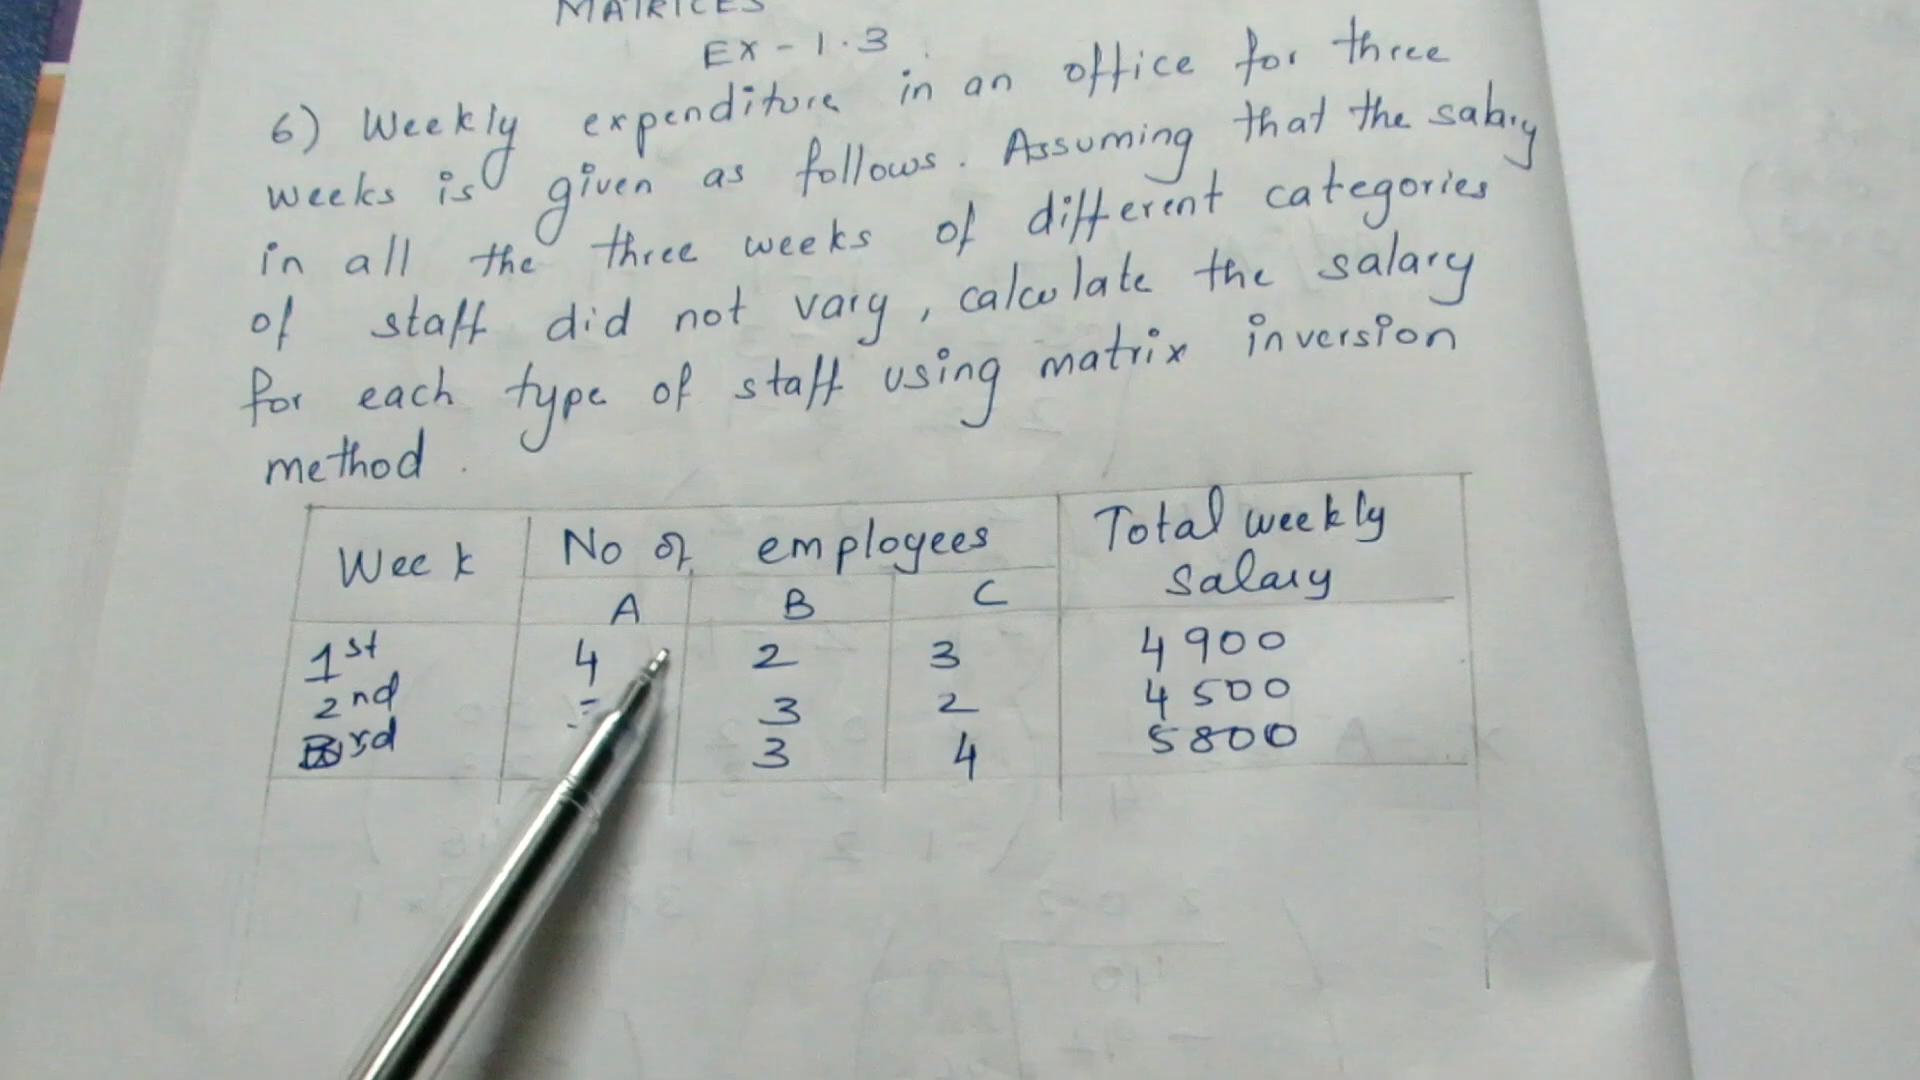 MATRICES
EX - 1.3
6) Weekly expenditure in an office for three
weeks is given as follows. Assuming that the salary
in all the three weeks of different categories
of staff did not vary, calculate the salary
for each type of staff using matrix inversion
method.
Week No of employees Total weekly salary
A B C
1st 4 2 3 4900
2nd 3 2 4500
3rd 3 4 5800